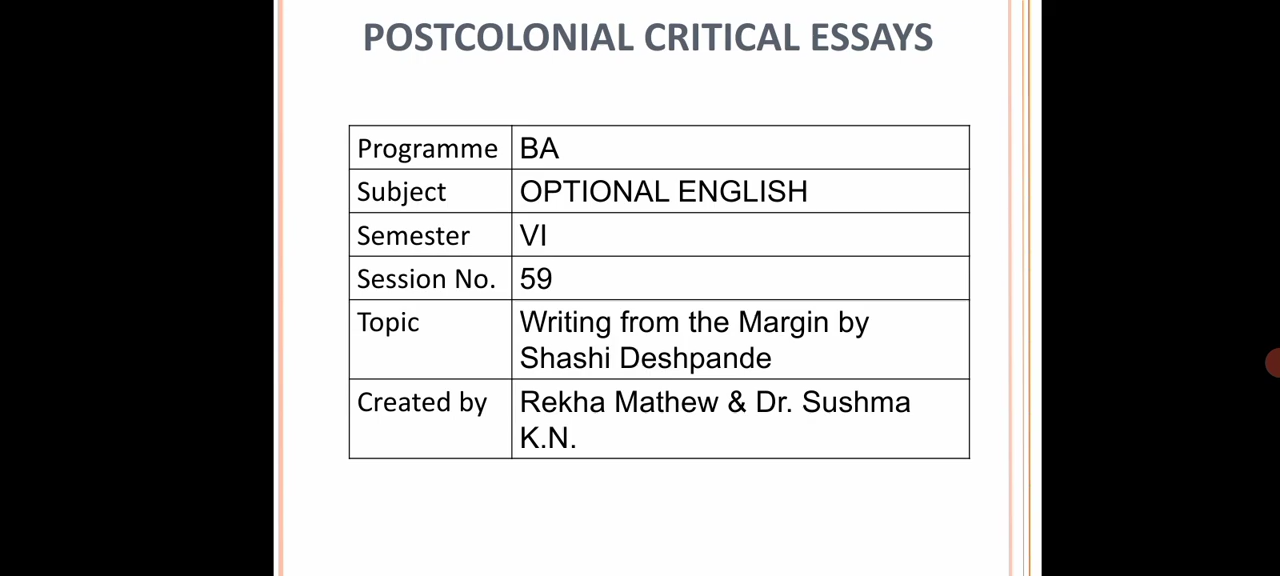 POSTCOLONIAL CRITICAL ESSAYS
Programme BA
Subject OPTIONAL ENGLISH
Semester VI
Session No. 59
Topic Writing from the Margin by
Shashi Deshpande
Created by Rekha Mathew & Dr. Sushma
K.N.